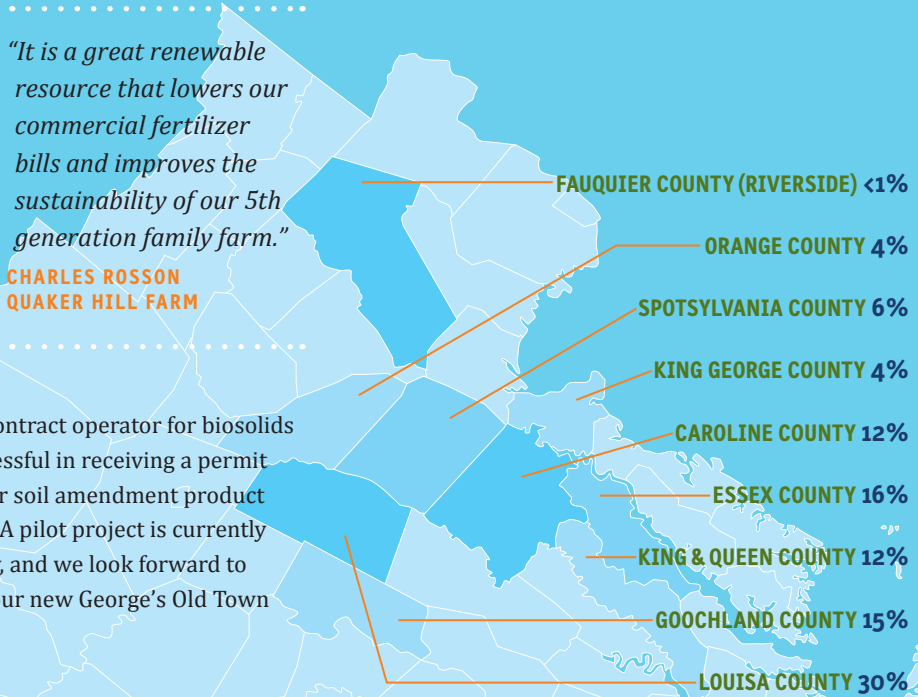 “It is a great renewable
resource that lowers our
commercial fertilizer
bills and improves the
sustainability of our 5th
generation family farm.”
CHARLES ROSSON
QUAKER HILL FARM
ontract operator for biosolids
essful in receiving a permit
r soil amendment product
A pilot project is currently
, and we look forward to
our new George’s Old Town
FAUQUIER COUNTY (RIVERSIDE) <1%
ORANGE COUNTY 4%
SPOTSYLVANIA COUNTY 6%
KING GEORGE COUNTY 4%
CAROLINE COUNTY 12%
ESSEX COUNTY 16%
KING & QUEEN COUNTY 12%
GOOCHLAND COUNTY 15%
LOUISA COUNTY 30%